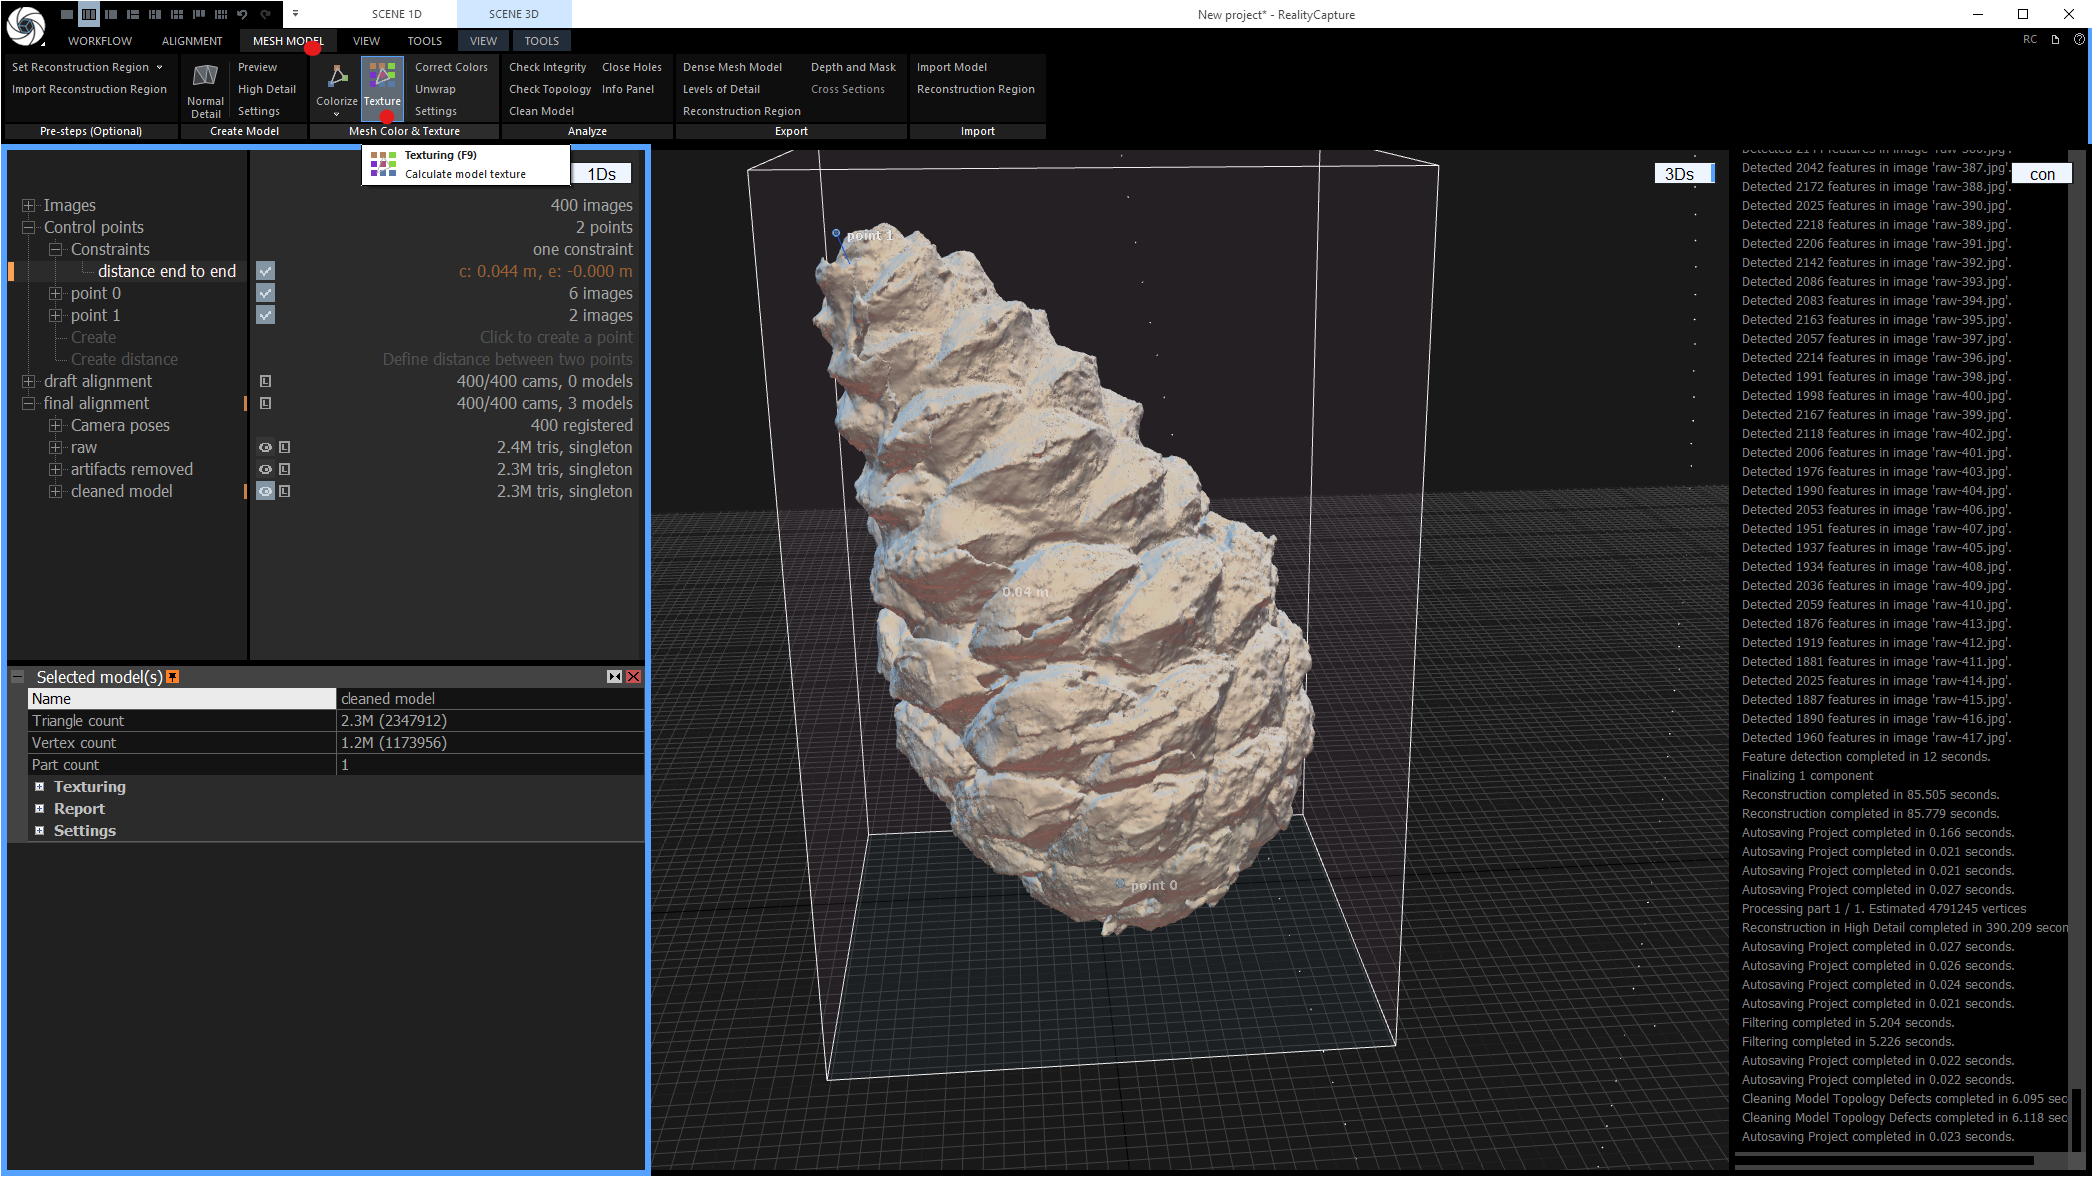 SCENE 1D
SCENE 3D
New project* - RealityCapture
WORKFLOW
ALIGNMENT
MESH MODEL
VIEW
TOOLS
VIEW
TOOLS
RC
Set Reconstruction Region
Import Reconstruction Region
Pre-steps (Optional)
Normal Detail
Preview
High Detail
Settings
Create Model
Colorize
Texture
Correct Colors
Unwrap
Settings
Mesh Color & Texture
Check Integrity
Close Holes
Check Topology
Info Panel
Clean Model
Analyze
Dense Mesh Model
Depth and Mask
Levels of Detail
Cross Sections
Reconstruction Region
Export
Import Model
Reconstruction Region
Import
Texturing (F9)
Calculate model texture
1Ds
3Ds
con
Images 400 images
Control points 2 points
Constraints one constraint
distance end to end c: 0.044 m, e: -0.000 m
point 0 6 images
point 1 2 images
Create Click to create a point
Create distance Define distance between two points
draft alignment 400/400 cams, 0 models
final alignment 400/400 cams, 3 models
Camera poses 400 registered
raw 2.4M tris, singleton
artifacts removed 2.3M tris, singleton
cleaned model 2.3M tris, singleton
Selected model(s)
Name cleaned model
Triangle count 2.3M (2347912)
Vertex count 1.2M (1173956)
Part count 1
Texturing
Report
Settings
point 1
0.04 m
point 0
Detected 2042 features in image 'raw-387.jpg'.
Detected 2172 features in image 'raw-388.jpg'.
Detected 2025 features in image 'raw-390.jpg'.
Detected 2218 features in image 'raw-389.jpg'.
Detected 2206 features in image 'raw-391.jpg'.
Detected 2142 features in image 'raw-392.jpg'.
Detected 2086 features in image 'raw-393.jpg'.
Detected 2083 features in image 'raw-394.jpg'.
Detected 2163 features in image 'raw-395.jpg'.
Detected 2057 features in image 'raw-397.jpg'.
Detected 2214 features in image 'raw-396.jpg'.
Detected 1991 features in image 'raw-398.jpg'.
Detected 1998 features in image 'raw-400.jpg'.
Detected 2167 features in image 'raw-399.jpg'.
Detected 2118 features in image 'raw-402.jpg'.
Detected 2006 features in image 'raw-401.jpg'.
Detected 1976 features in image 'raw-403.jpg'.
Detected 1990 features in image 'raw-404.jpg'.
Detected 2053 features in image 'raw-406.jpg'.
Detected 1951 features in image 'raw-407.jpg'.
Detected 1937 features in image 'raw-405.jpg'.
Detected 1934 features in image 'raw-408.jpg'.
Detected 2036 features in image 'raw-409.jpg'.
Detected 2059 features in image 'raw-410.jpg'.
Detected 1876 features in image 'raw-413.jpg'.
Detected 1919 features in image 'raw-412.jpg'.
Detected 1881 features in image 'raw-411.jpg'.
Detected 2025 features in image 'raw-414.jpg'.
Detected 1887 features in image 'raw-415.jpg'.
Detected 1890 features in image 'raw-416.jpg'.
Detected 1960 features in image 'raw-417.jpg'.
Feature detection completed in 12 seconds.
Finalizing 1 component
Reconstruction completed in 85.505 seconds.
Reconstruction completed in 85.779 seconds.
Autosaving Project completed in 0.166 seconds.
Autosaving Project completed in 0.021 seconds.
Autosaving Project completed in 0.021 seconds.
Autosaving Project completed in 0.027 seconds.
Processing part 1 / 1. Estimated 4791245 vertices
Reconstruction in High Detail completed in 390.209 secon
Autosaving Project completed in 0.027 seconds.
Autosaving Project completed in 0.026 seconds.
Autosaving Project completed in 0.024 seconds.
Autosaving Project completed in 0.021 seconds.
Filtering completed in 5.204 seconds.
Filtering completed in 5.226 seconds.
Autosaving Project completed in 0.022 seconds.
Autosaving Project completed in 0.022 seconds.
Cleaning Model Topology Defects completed in 6.095 sec
Cleaning Model Topology Defects completed in 6.118 sec
Autosaving Project completed in 0.023 seconds.